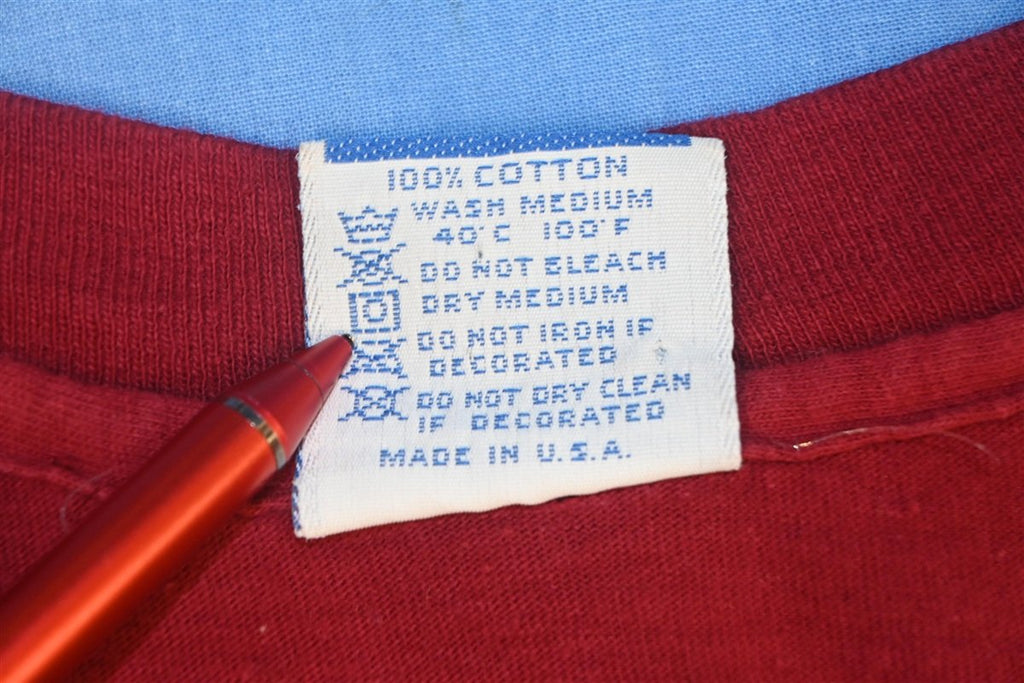 100% COTTON
WASH MEDIUM
40°C 100°F
DO NOT BLEACH
DRY MEDIUM
DO NOT IRON IF
DECORATED
DO NOT DRY CLEAN
IF DECORATED
MADE IN U.S.A.